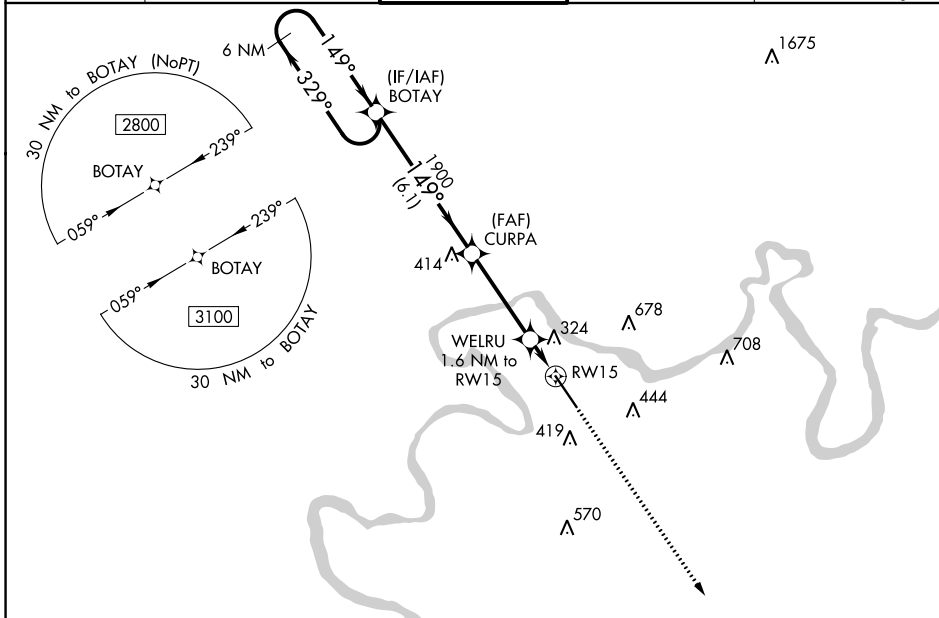 30 NM to BOTAY (NoPT)
2800
BOTAY
239°
059°
239°
059°
BOTAY
3100
30 NM to BOTAY
6 NM
149°
329°
(IF/IAF)
BOTAY
1900
149°
(6.1)
(FAF)
CURPA
414
WELRU
1.6 NM to
RW15
324
RW15
678
708
444
419
570
1675